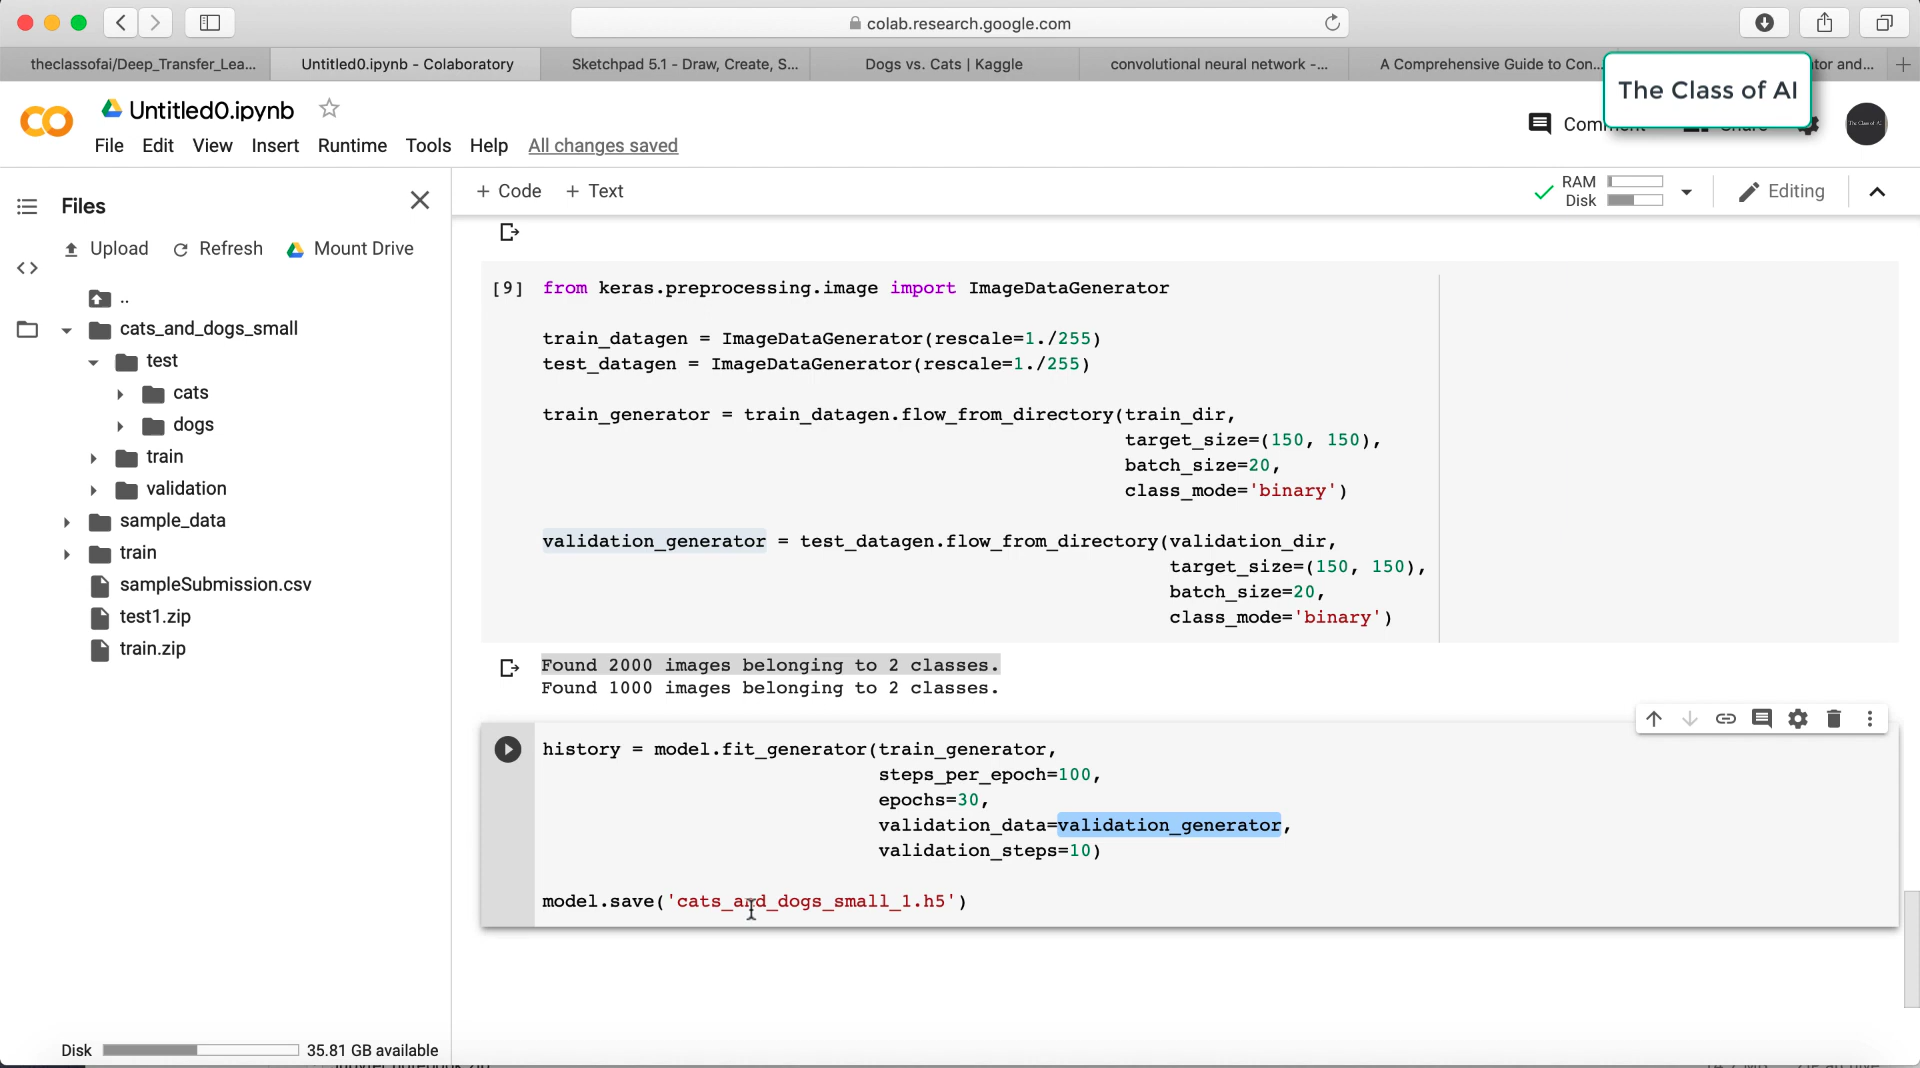 colab.research.google.com
theclassofai/Deep_Transfer_Lea...
Untitled0.ipynb - Colaboratory
Sketchpad 5.1 - Draw, Create, S...
Dogs vs. Cats | Kaggle
convolutional neural network -...
A Comprehensive Guide to Con...
tor and...
The Class of AI
Untitled0.ipynb
File Edit View Insert Runtime Tools Help All changes saved
Files
Upload Refresh Mount Drive
..
cats_and_dogs_small
test
cats
dogs
train
validation
sample_data
train
sampleSubmission.csv
test1.zip
train.zip
Disk 35.81 GB available
+ Code + Text
RAM
Disk
Editing
[9] from keras.preprocessing.image import ImageDataGenerator
train_datagen = ImageDataGenerator(rescale=1./255)
test_datagen = ImageDataGenerator(rescale=1./255)
train_generator = train_datagen.flow_from_directory(train_dir,
target_size=(150, 150),
batch_size=20,
class_mode='binary')
validation_generator = test_datagen.flow_from_directory(validation_dir,
target_size=(150, 150),
batch_size=20,
class_mode='binary')
Found 2000 images belonging to 2 classes.
Found 1000 images belonging to 2 classes.
history = model.fit_generator(train_generator,
steps_per_epoch=100,
epochs=30,
validation_data=validation_generator,
validation_steps=10)
model.save('cats_and_dogs_small_1.h5')